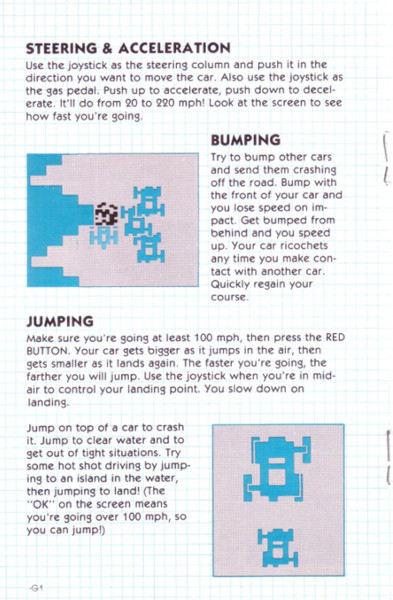 STEERING & ACCELERATION
Use the joystick as the steering column and push it in the
direction you want to move the car. Also use the joystick as
the gas pedal. Push up to accelerate, push down to decel-
erate. It'll do from 20 to 220 mph! Look at the screen to see
how fast you're going.
BUMPING
Try to bump other cars
and send them crashing
off the road. Bump with
the front of your car and
you lose speed on im-
pact. Get bumped from
behind and you speed
up. Your car ricochets
any time you make con-
tact with another car.
Quickly regain your
course.
JUMPING
Make sure you're going at least 100 mph, then press the RED
BUTTON. Your car gets bigger as it jumps in the air, then
gets smaller as it lands again. The faster you're going, the
farther you will jump. Use the joystick when you're in mid-
air to control your landing point. You slow down on
landing.
Jump on top of a car to crash
it. Jump to clear water and to
get out of tight situations. Try
some hot shot driving by jump-
ing to an island in the water,
then jumping to land! (The
"OK" on the screen means
you're going over 100 mph, so
you can jump!)